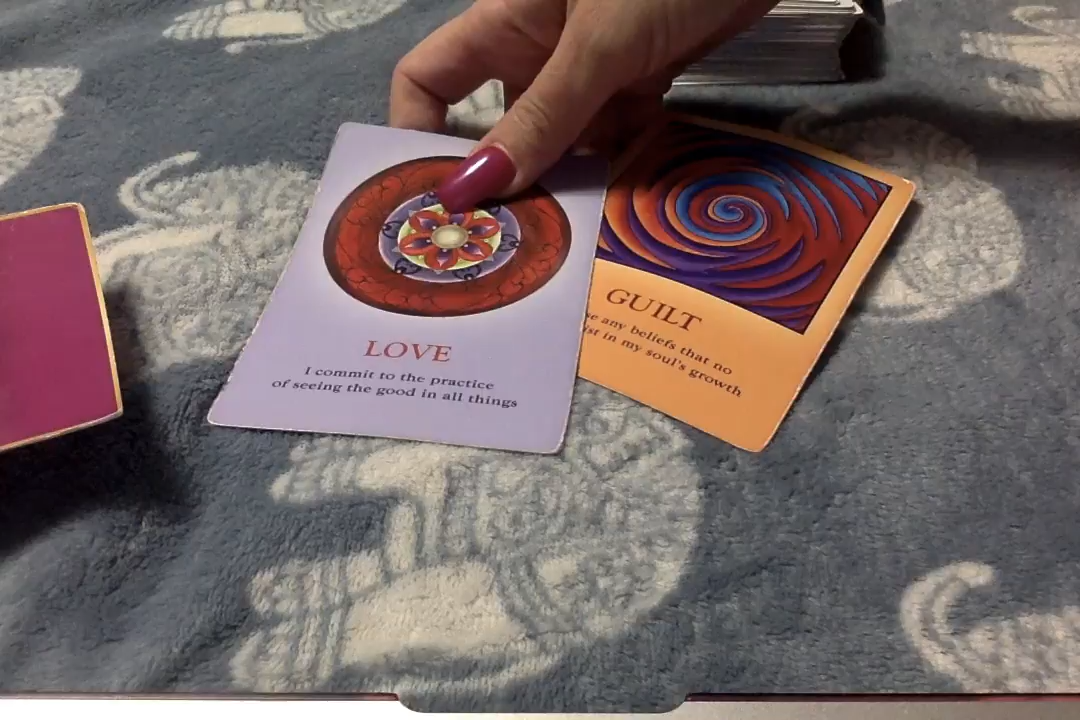 LOVE
I commit to the practice
of seeing the good in all things
GUILT
any beliefs that no
in my soul's growth